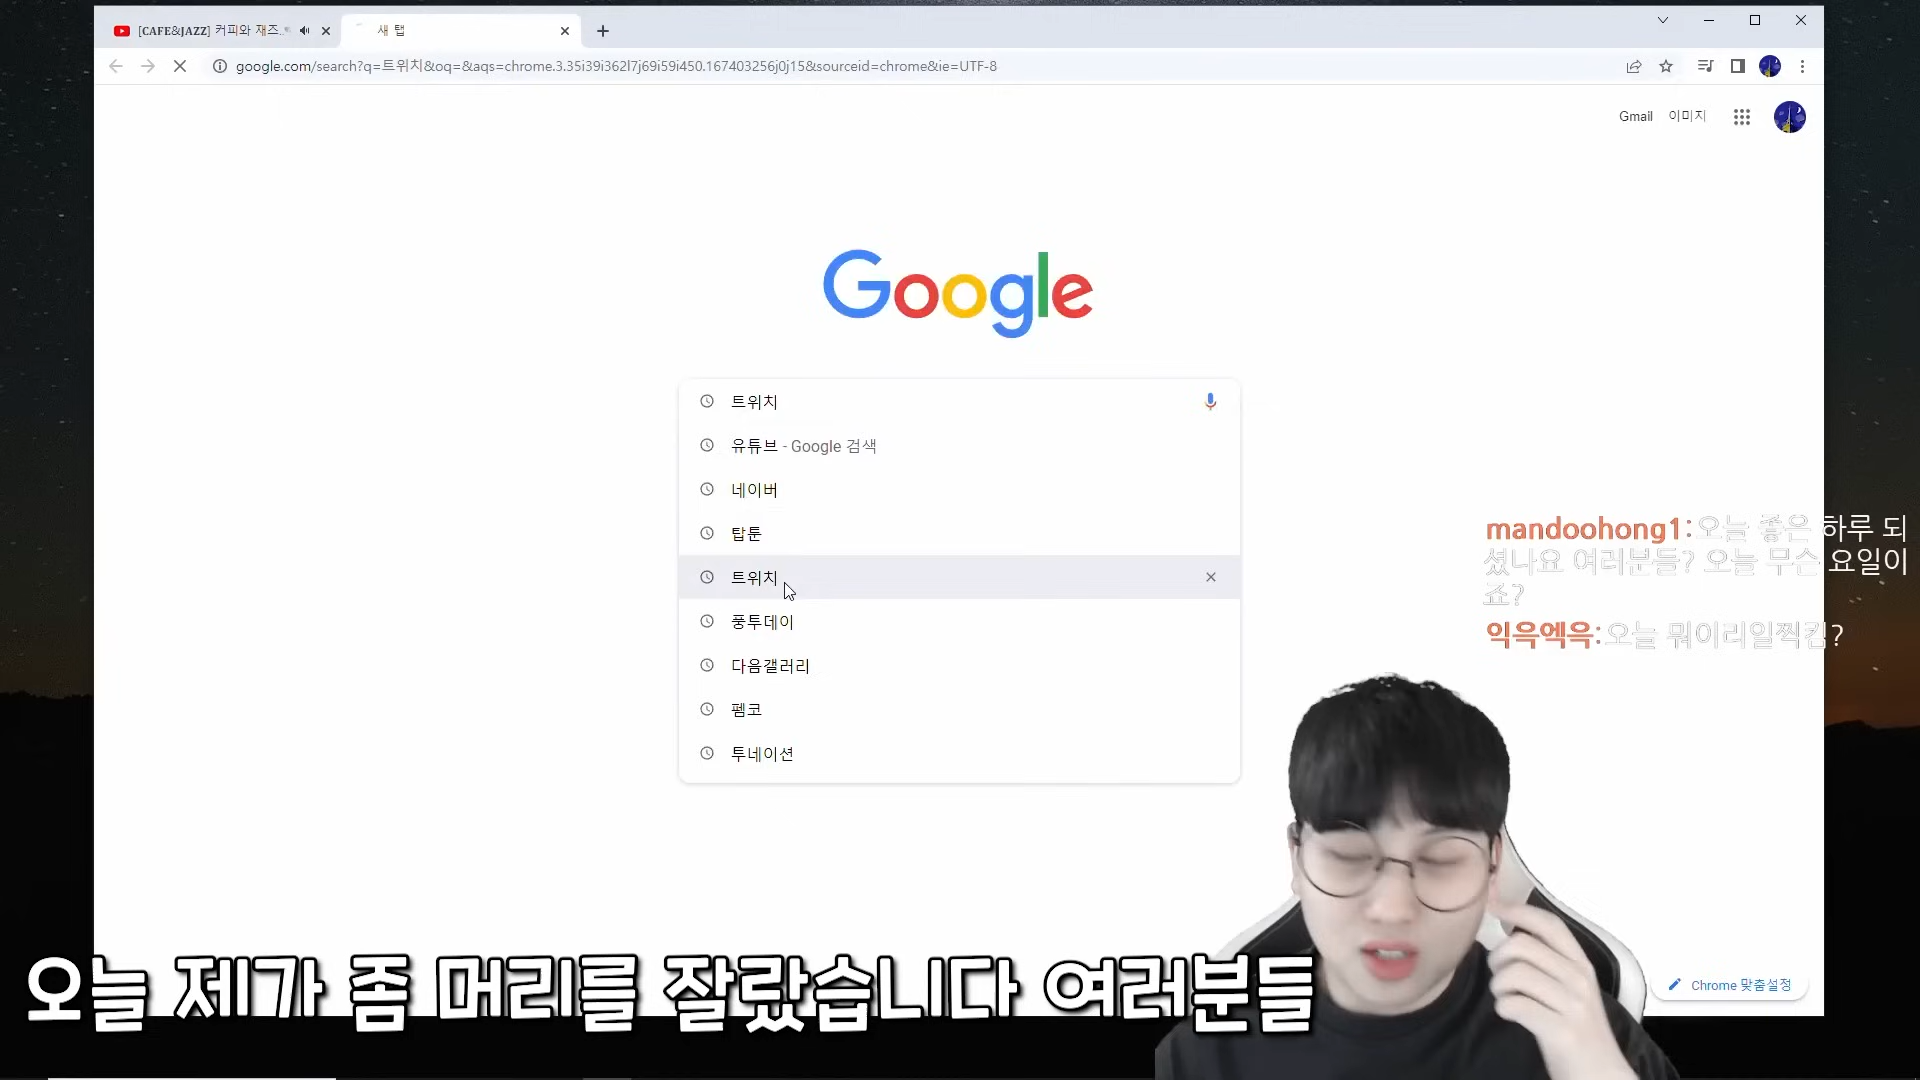 [CAFE&JAZZ] 커피와 재즈..
새 탭
google.com/search?q=트위치&oq=&aqs=chrome.3.35i39i362l7j69i59i450.167403256j0j15&sourceid=chrome&ie=UTF-8
Gmail 이미지
Google
트위치
유튜브 - Google 검색
네이버
탑툰
트위치
풍투데이
다음갤러리
펨코
투네이션
mandoohong1: 오늘 좋은 하루 되
셨나요 여러분들? 오늘 무슨 요일이
죠?
익윽엑윽: 오늘 뭐이리일찍킴?
오늘 제가 좀 머리를 잘랐습니다 여러분들
Chrome 맞춤설정